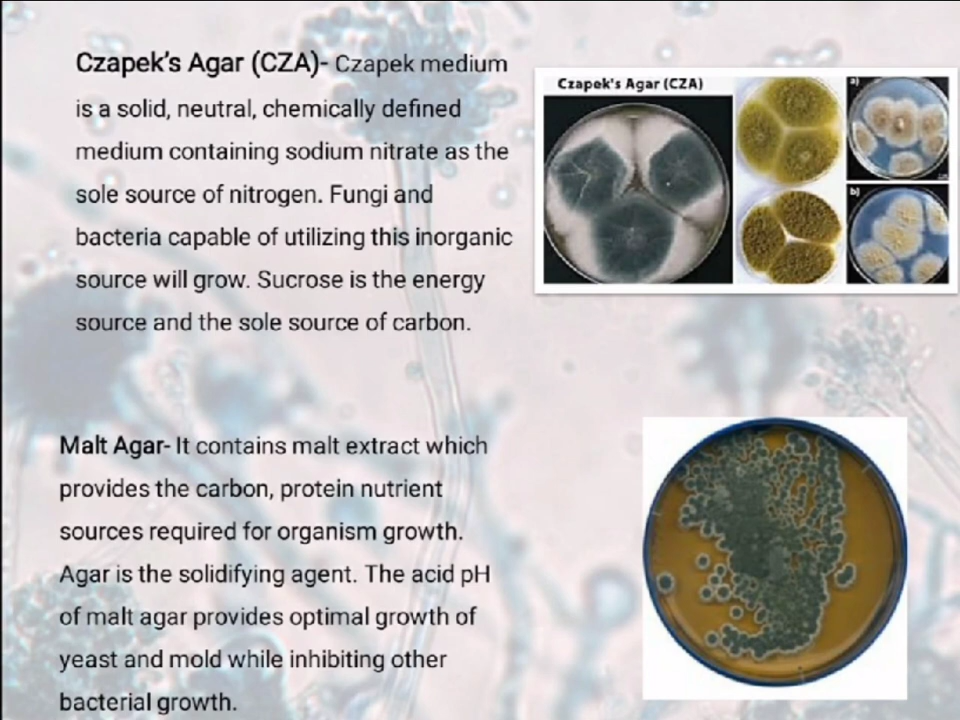 Czapek's Agar (CZA)- Czapek medium
is a solid, neutral, chemically defined
medium containing sodium nitrate as the
sole source of nitrogen. Fungi and
bacteria capable of utilizing this inorganic
source will grow. Sucrose is the energy
source and the sole source of carbon.
Czapek's Agar (CZA)
a)
b)
Malt Agar- It contains malt extract which
provides the carbon, protein nutrient
sources required for organism growth.
Agar is the solidifying agent. The acid pH
of malt agar provides optimal growth of
yeast and mold while inhibiting other
bacterial growth.